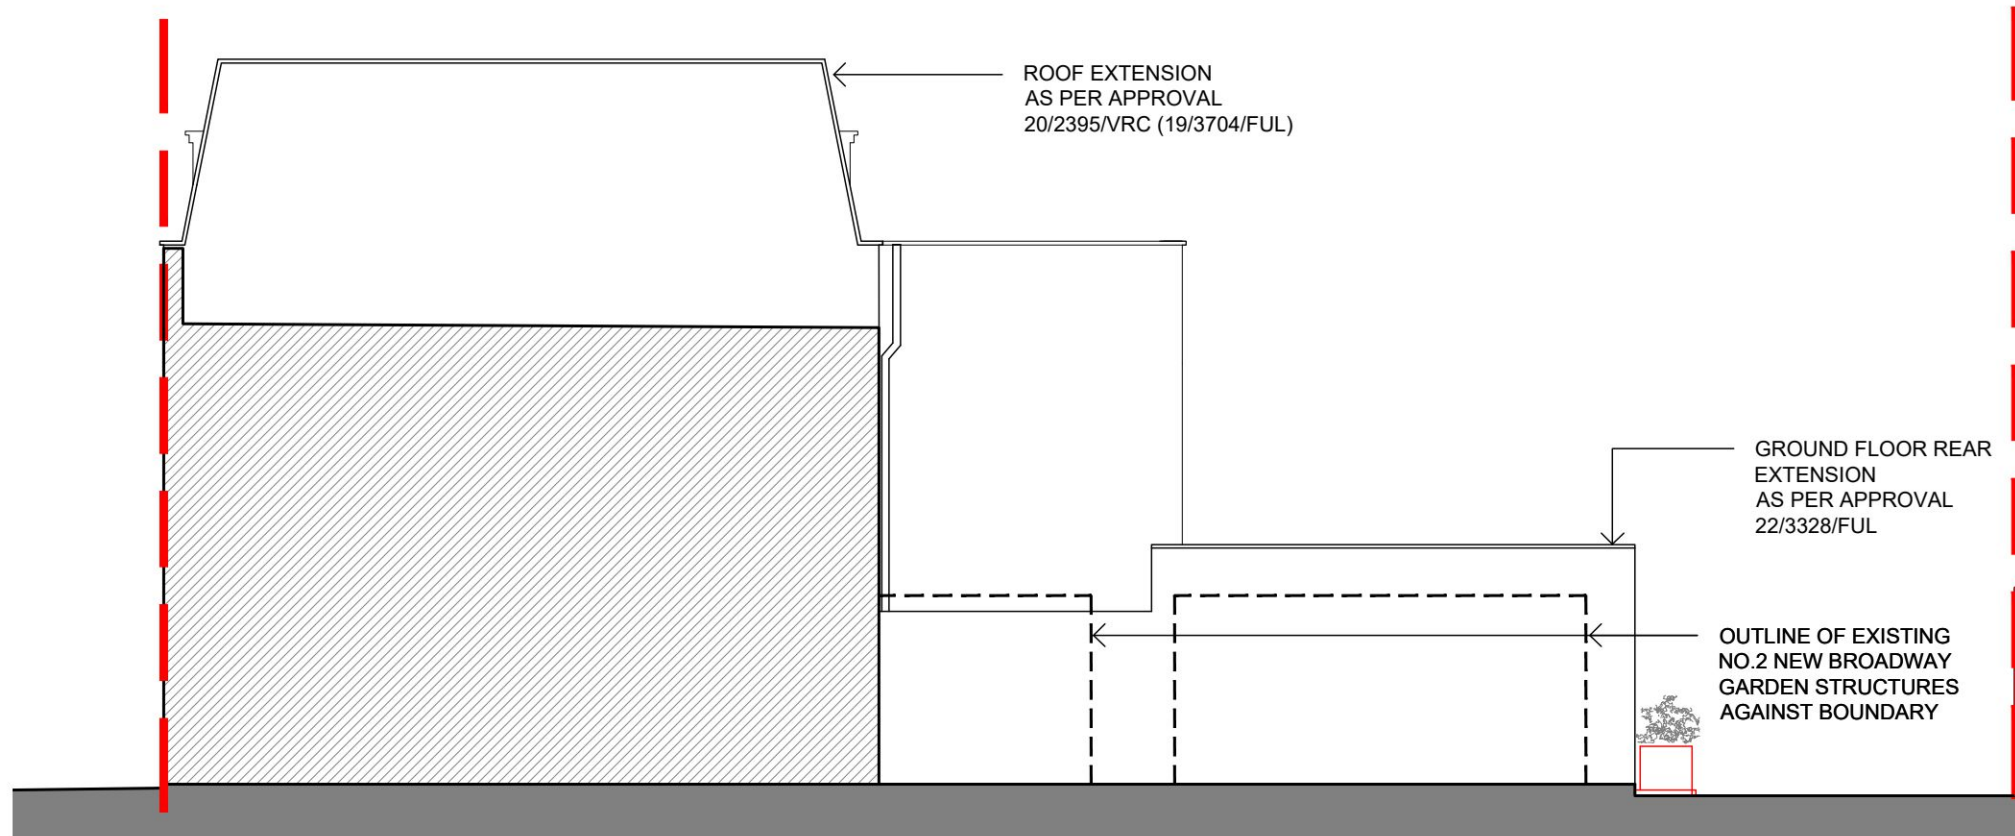 ROOF EXTENSION
AS PER APPROVAL
20/2395/VRC (19/3704/FUL)
GROUND FLOOR REAR
EXTENSION
AS PER APPROVAL
22/3328/FUL
OUTLINE OF EXISTING
NO.2 NEW BROADWAY
GARDEN STRUCTURES
AGAINST BOUNDARY